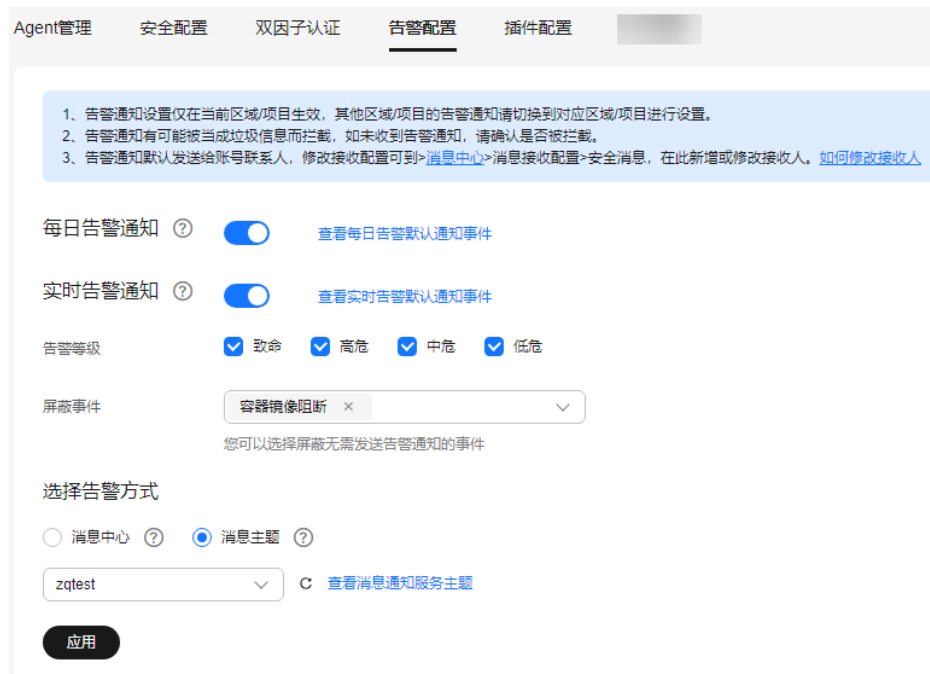 Agent管理 安全配置 双因子认证 告警配置 插件配置
1、告警通知设置仅在当前区域/项目生效，其他区域/项目的告警通知请切换到对应区域/项目进行设置。
2、告警通知有可能被当成垃圾信息而拦截，如未收到告警通知，请确认是否被拦截。
3、告警通知默认发送给账号联系人，修改接收配置可到>消息中心>消息接收配置>安全消息，在此新增或修改接收人。如何修改接收人
每日告警通知 ? 查看每日告警默认通知事件
实时告警通知 ? 查看实时告警默认通知事件
告警等级 致命 高危 中危 低危
屏蔽事件 容器镜像阻断 ×
您可以选择屏蔽无需发送告警通知的事件
选择告警方式
消息中心 ? 消息主题 ?
zqtest 查看消息通知服务主题
应用